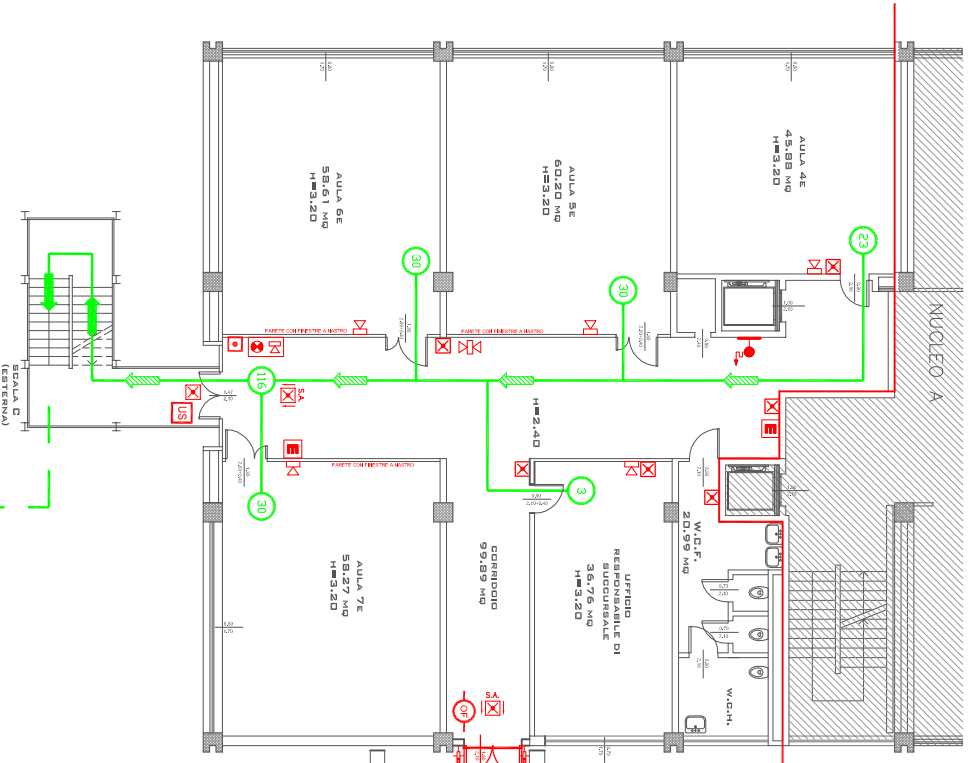 AULA 6E
58.61 MQ
H=3.20
AULA 5E
60.20 MQ
H=3.20
AULA 4E
45.88 MQ
H=3.20
NUCLEO A
23
30
30
PARETE CON FINESTRE A NASTRO
PARETE CON FINESTRE A NASTRO
116
S.A.
US
H=2.40
E
E
PARETE CON FINESTRE A NASTRO
30
3
SCALA C
(ESTERNA)
AULA 7E
58.27 MQ
H=3.20
CORRIDOIO
99.89 MQ
UFFICIO
RESPONSABILE DI
SUCCURSALE
36.76 MQ
H=3.20
W.C.F.
20.99 MQ
W.C.H.
S.A.
OF